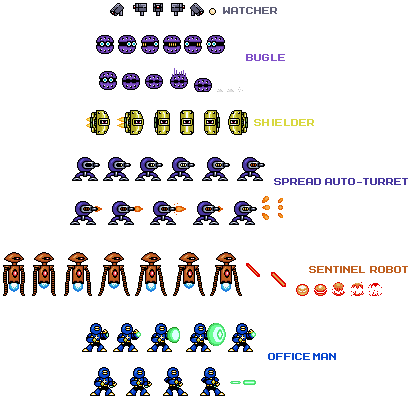 WATCHER
BUGLE
SHIELDER
SPREAD AUTO-TURRET
SENTINEL ROBOT
OFFICE MAN